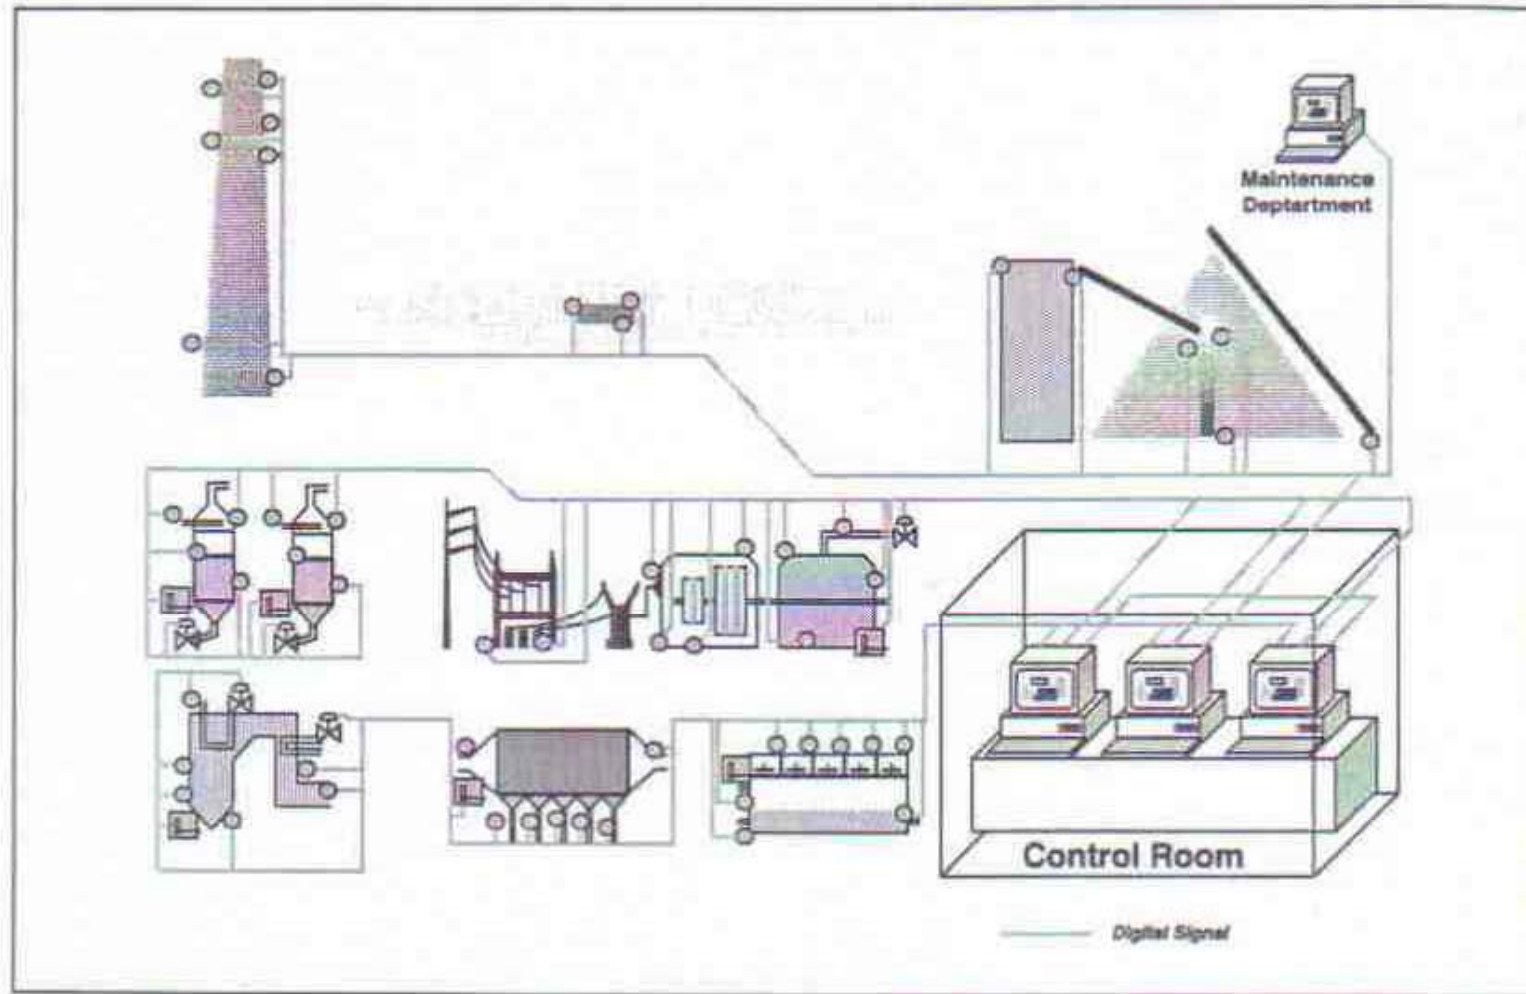 Maintenance
Deptartment
Control Room
Digital Signal